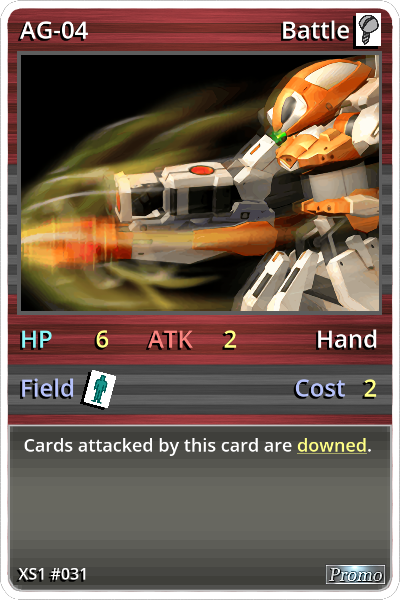 AG-04 Battle
HP 6 ATK 2 Hand
Field Cost 2
Cards attacked by this card are downed.
XS1 #031 Promo